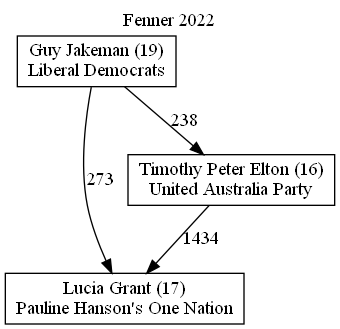 Fenner 2022
Guy Jakeman (19)
Liberal Democrats
238
273
Timothy Peter Elton (16)
United Australia Party
1434
Lucia Grant (17)
Pauline Hanson's One Nation